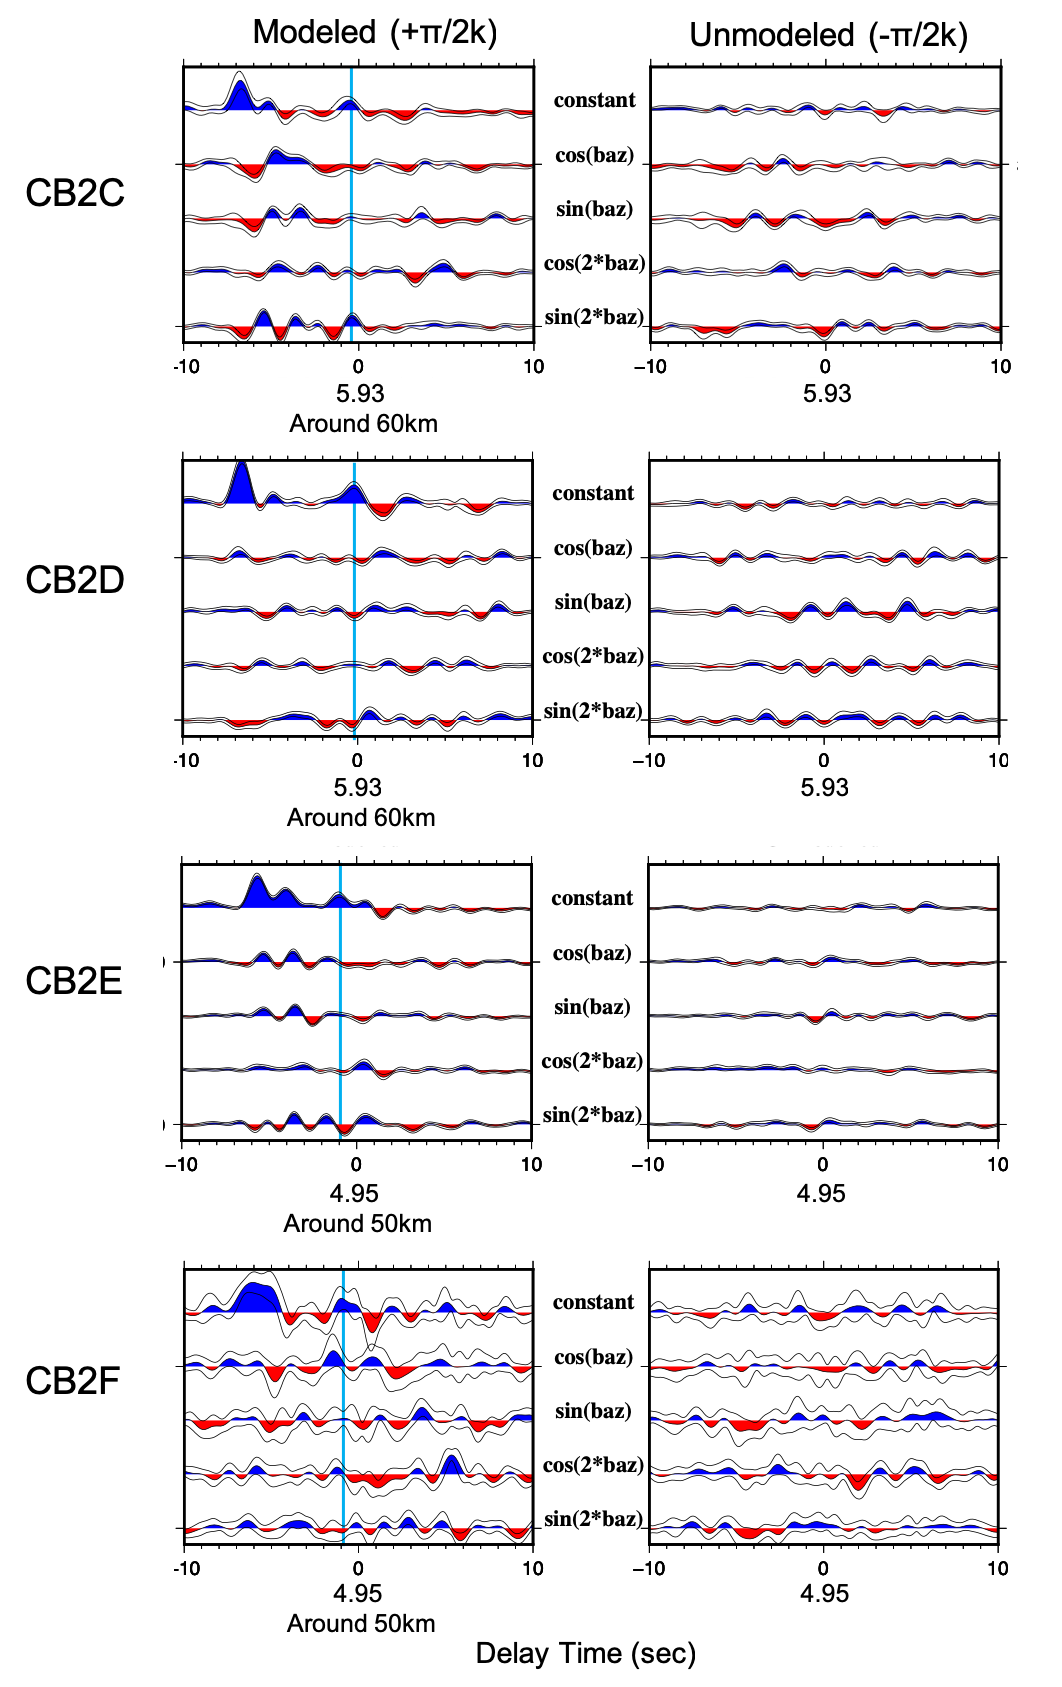 Modeled (+π/2k) Unmodeled (-π/2k)
CB2C
constant
cos(baz)
sin(baz)
cos(2*baz)
sin(2*baz)
-10 0 10 −10 0 10
5.93 5.93
Around 60km
CB2D
constant
cos(baz)
sin(baz)
cos(2*baz)
sin(2*baz)
-10 0 10 −10 0 10
5.93 5.93
Around 60km
CB2E
constant
cos(baz)
sin(baz)
cos(2*baz)
sin(2*baz)
−10 0 10 −10 0 10
4.95 4.95
Around 50km
CB2F
constant
cos(baz)
sin(baz)
cos(2*baz)
sin(2*baz)
-10 0 10 −10 0 10
4.95 4.95
Around 50km
Delay Time (sec)